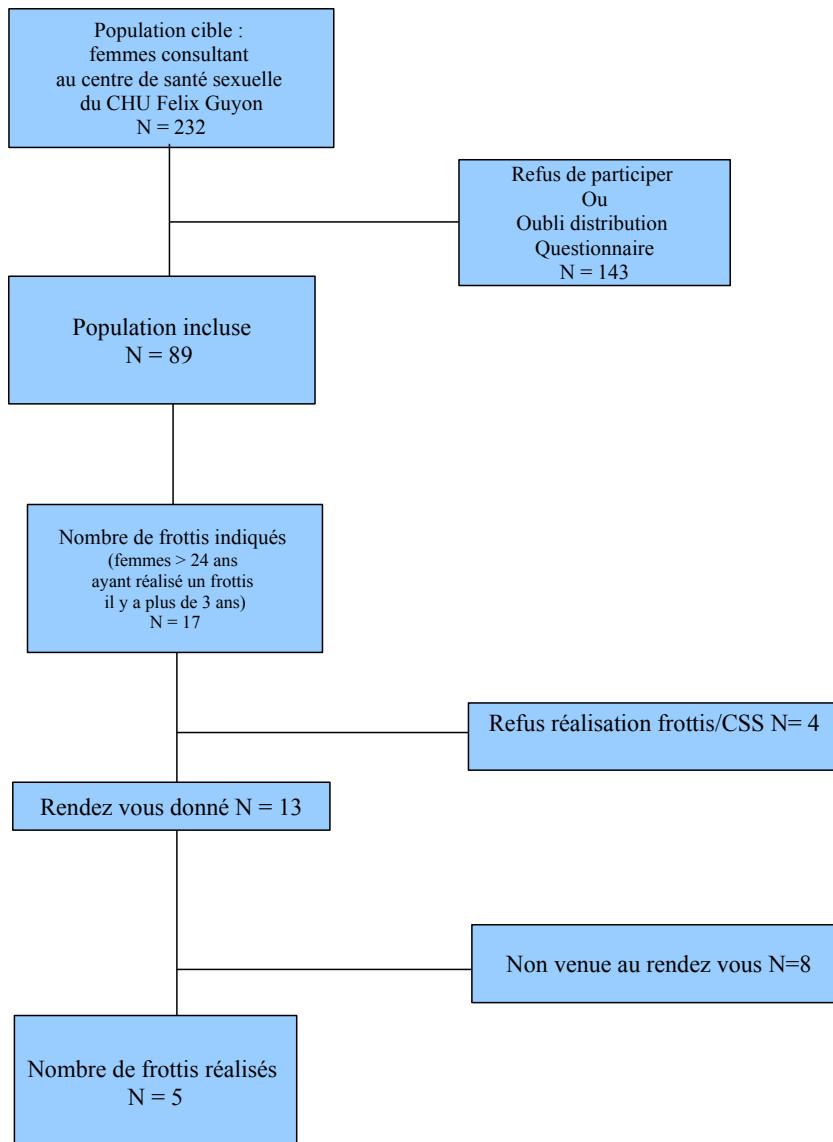 Population cible :
femmes consultant
au centre de santé sexuelle
du CHU Felix Guyon
N = 232
Refus de participer
Ou
Oubli distribution
Questionnaire
N = 143
Population incluse
N = 89
Nombre de frottis indiqués
(femmes > 24 ans
ayant réalisé un frottis
il y a plus de 3 ans)
N = 17
Refus réalisation frottis/CSS N= 4
Rendez vous donné N = 13
Non venue au rendez vous N=8
Nombre de frottis réalisés
N = 5